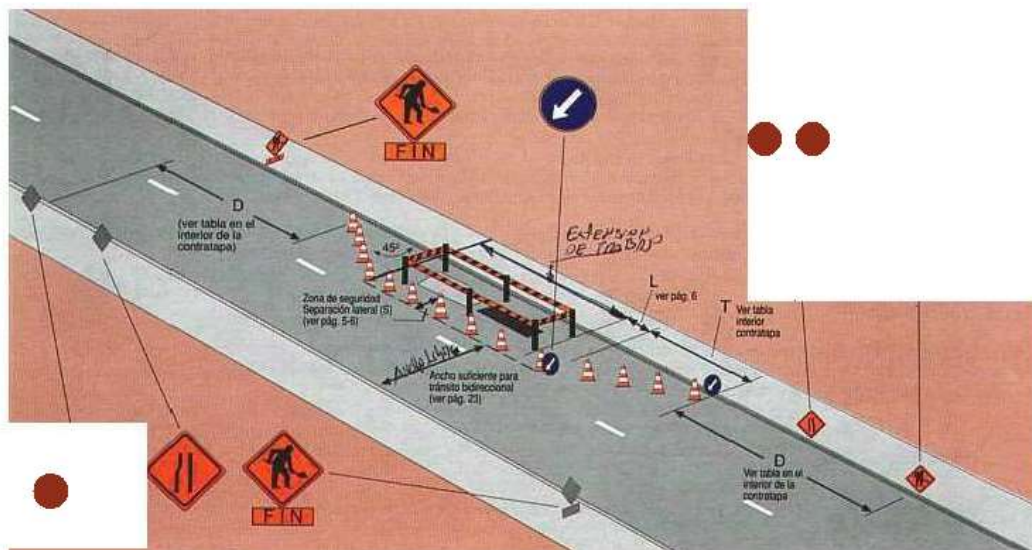 FIN
D
(ver tabla en el
interior de la
contratapa)
45º
EXTENSION
DE TRABAJO
L
ver pág. 6
T
Ver tabla
interior
contratapa
Zona de seguridad
Separación lateral (S)
(ver pág. 5-6)
Ancho
Ancho suficiente para
tránsito bidireccional
(ver pág. 23)
D
Ver tabla en el
interior de la
contratapa
FIN